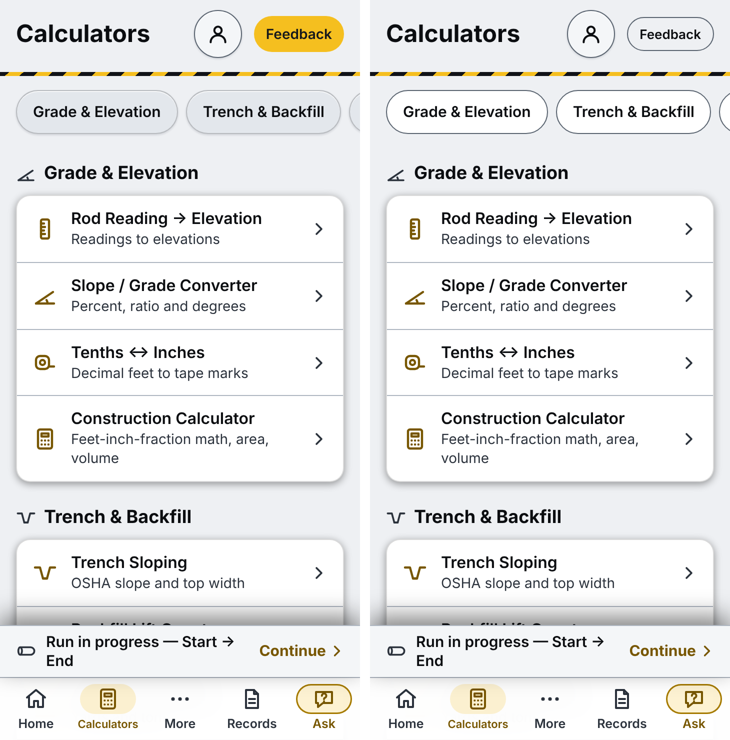 Calculators
Feedback
Grade & Elevation
Trench & Backfill
Grade & Elevation
Rod Reading → Elevation
Readings to elevations
Slope / Grade Converter
Percent, ratio and degrees
Tenths ↔ Inches
Decimal feet to tape marks
Construction Calculator
Feet-inch-fraction math, area,
volume
Trench & Backfill
Trench Sloping
OSHA slope and top width
Run in progress — Start →
End
Continue
Home
Calculators
More
Records
Ask
Calculators
Feedback
Grade & Elevation
Trench & Backfill
Grade & Elevation
Rod Reading → Elevation
Readings to elevations
Slope / Grade Converter
Percent, ratio and degrees
Tenths ↔ Inches
Decimal feet to tape marks
Construction Calculator
Feet-inch-fraction math, area,
volume
Trench & Backfill
Trench Sloping
OSHA slope and top width
Run in progress — Start →
End
Continue
Home
Calculators
More
Records
Ask